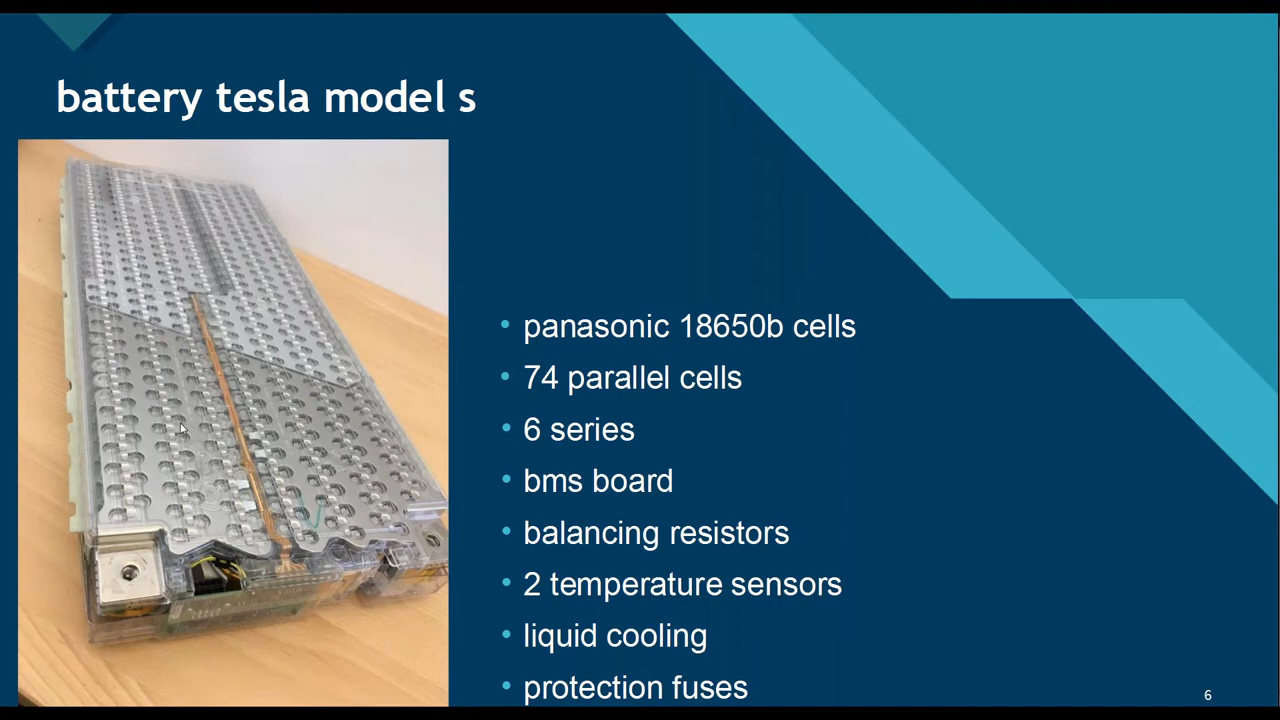 battery tesla model s
• panasonic 18650b cells
• 74 parallel cells
• 6 series
• bms board
• balancing resistors
• 2 temperature sensors
• liquid cooling
• protection fuses
6